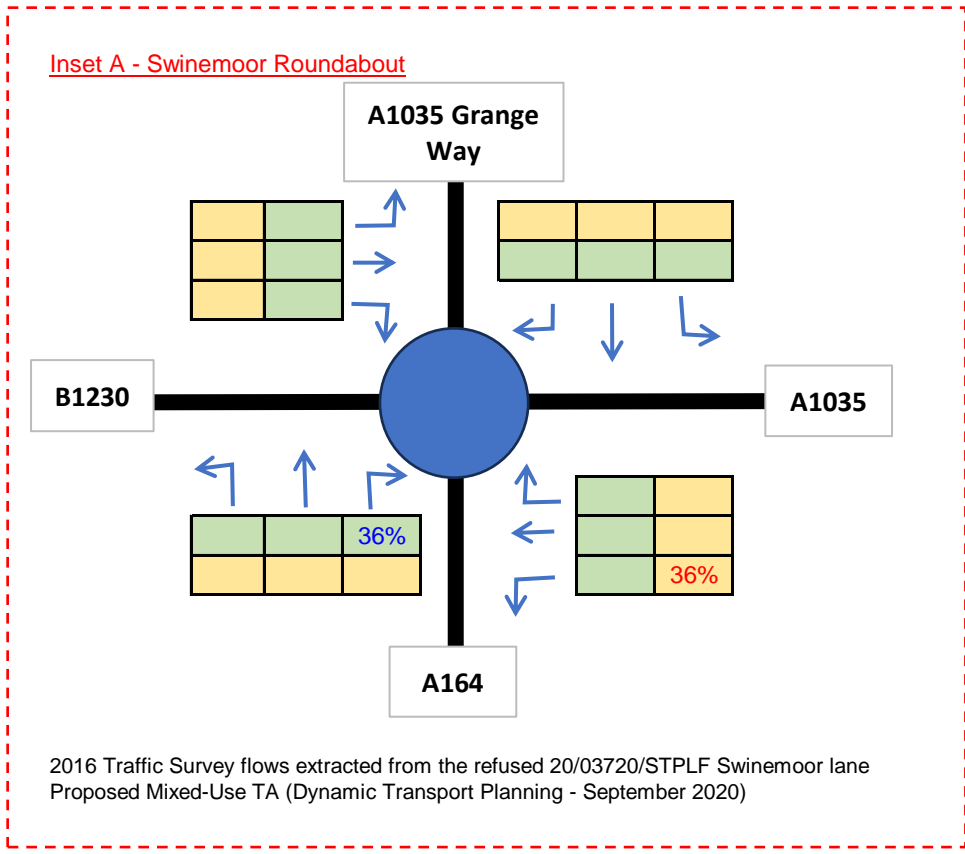 Inset A - Swinemoor Roundabout
A1035 Grange
Way
B1230
A1035
36%
36%
A164
2016 Traffic Survey flows extracted from the refused 20/03720/STPLF Swinemoor lane
Proposed Mixed-Use TA (Dynamic Transport Planning - September 2020)